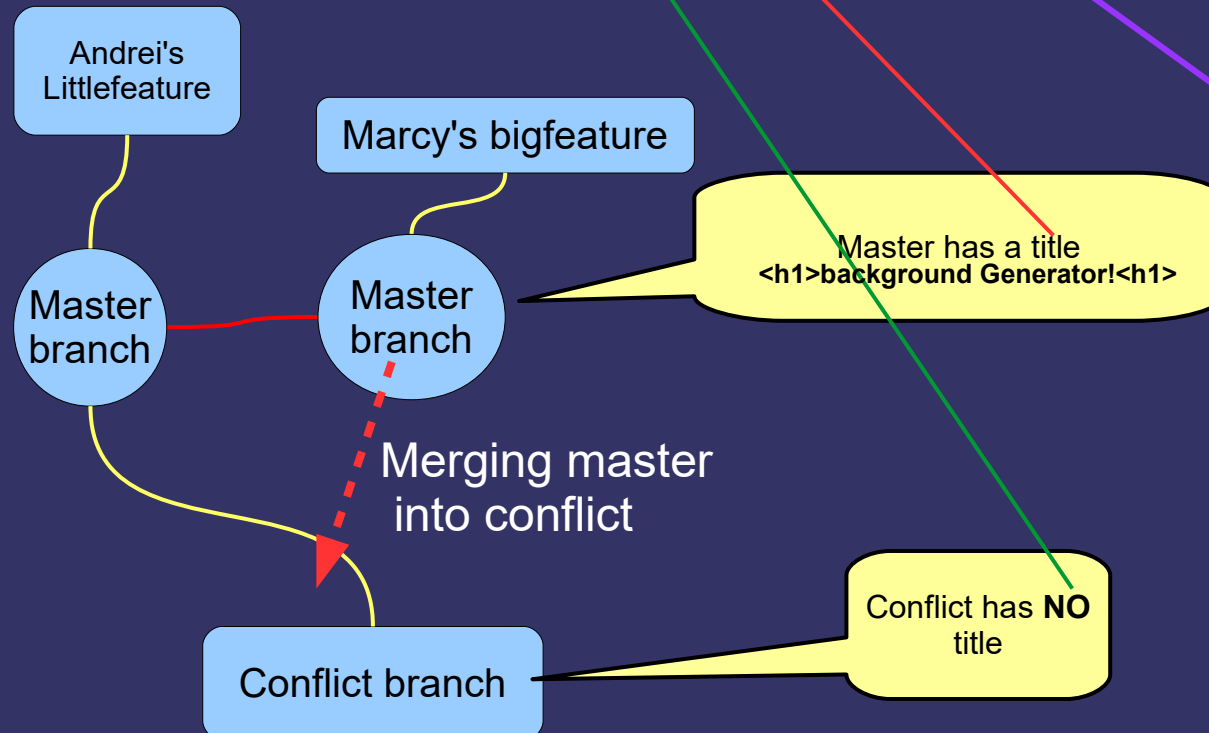 Andrei's
Littlefeature
Marcy's bigfeature
Master has a title
<h1>background Generator!<h1>
Master
branch
Master
branch
Merging master
into conflict
Conflict has NO
title
Conflict branch